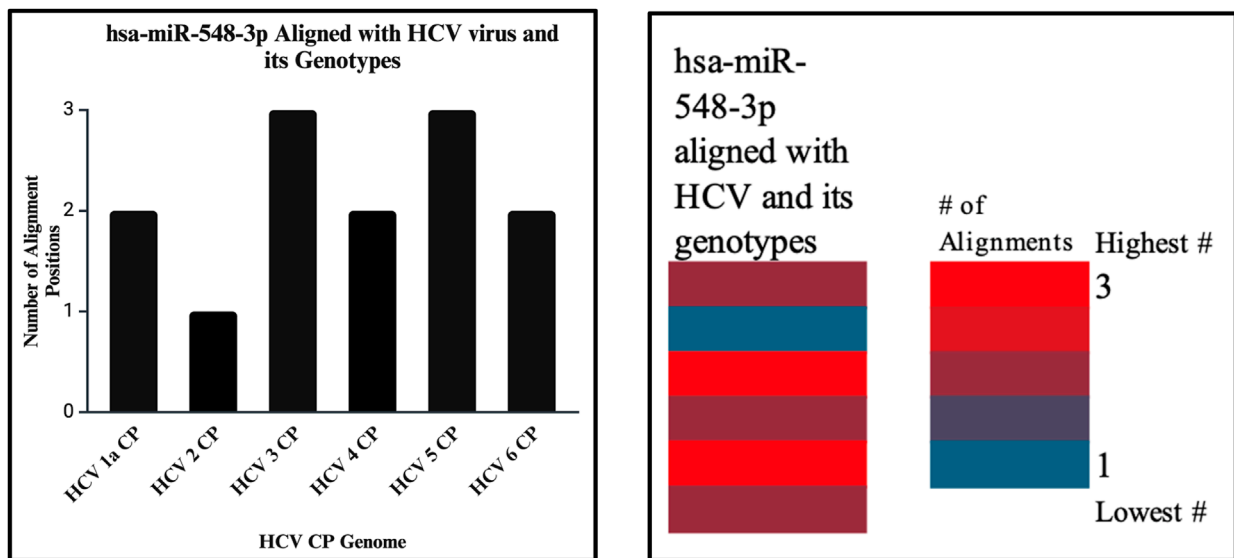 hsa-miR-548-3p Aligned with HCV virus and
its Genotypes
Number of Alignment
Positions
3
2
1
0
HCV 1a CP
HCV 2 CP
HCV 3 CP
HCV 4 CP
HCV 5 CP
HCV 6 CP
HCV CP Genome
hsa-miR-
548-3p
aligned with
HCV and its
genotypes
# of
Alignments
Highest #
3
1
Lowest #